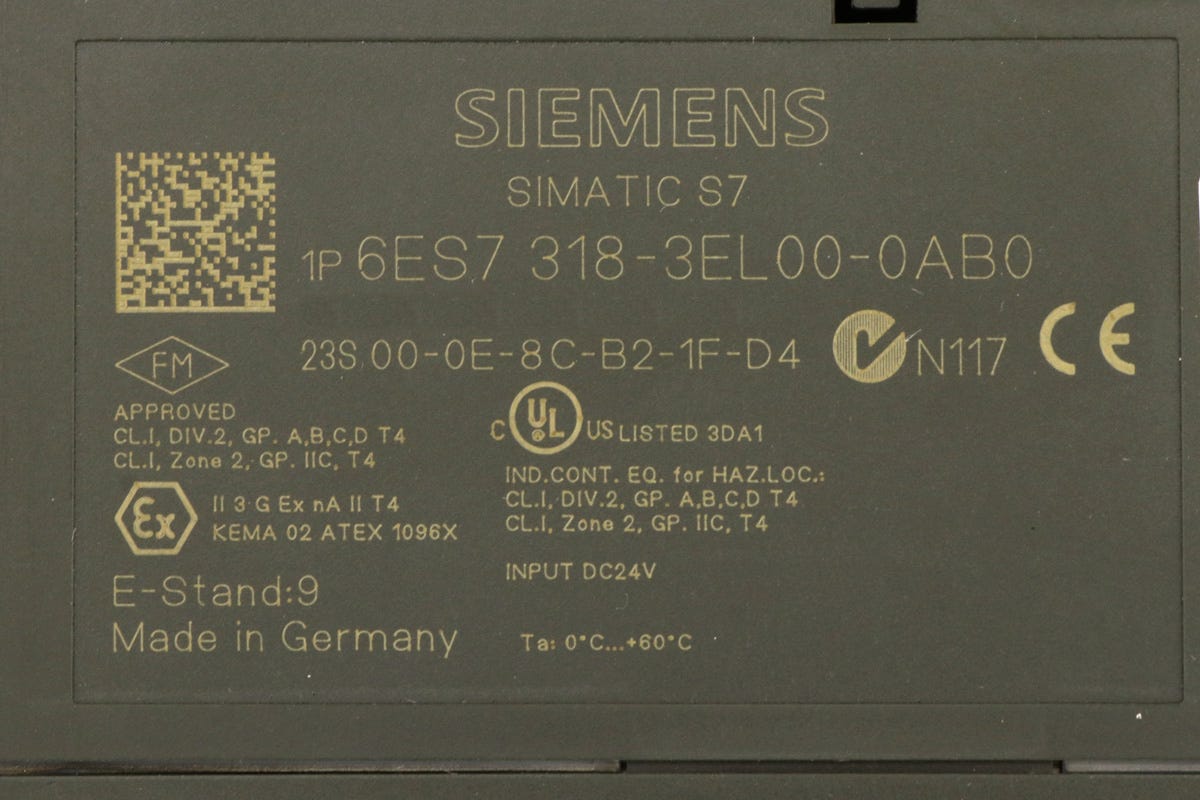 SIEMENS
SIMATIC S7
1P 6ES7 318-3EL00-0AB0
23S 00-0E-8C-B2-1F-D4
N117
CE
FM
APPROVED
CL.I, DIV.2, GP. A,B,C,D T4
CL.I, Zone 2, GP. IIC, T4
Ex
II 3 G Ex nA II T4
KEMA 02 ATEX 1096X
C UL US LISTED 3DA1
IND.CONT. EQ. for HAZ.LOC.:
CL.I, DIV.2, GP. A,B,C,D T4
CL.I, Zone 2, GP. IIC, T4
INPUT DC24V
E-Stand:9
Made in Germany
Ta: 0°C...+60°C